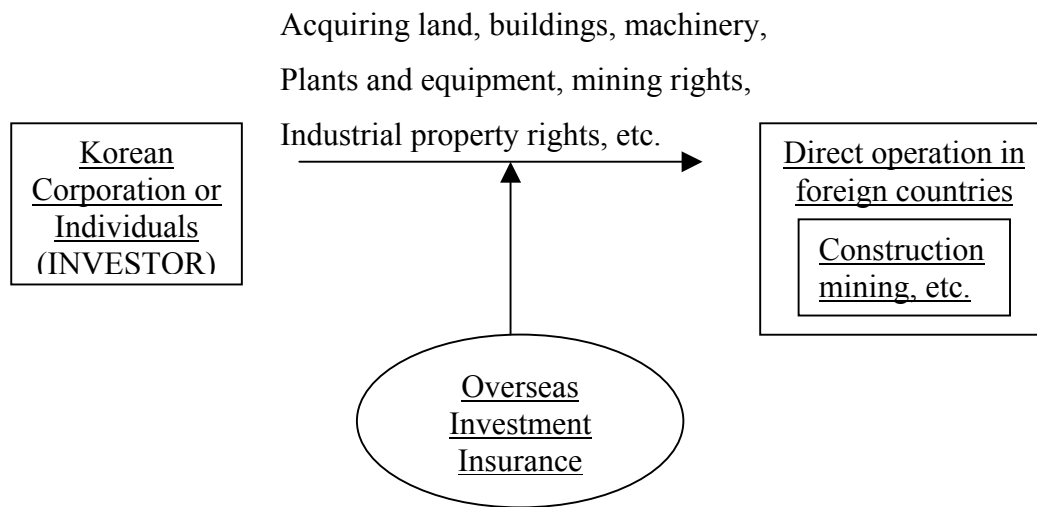 Acquiring land, buildings, machinery,
Plants and equipment, mining rights,
Industrial property rights, etc.
Korean
Corporation or
Individuals
(INVESTOR)
Direct operation in
foreign countries
Construction
mining, etc.
Overseas
Investment
Insurance